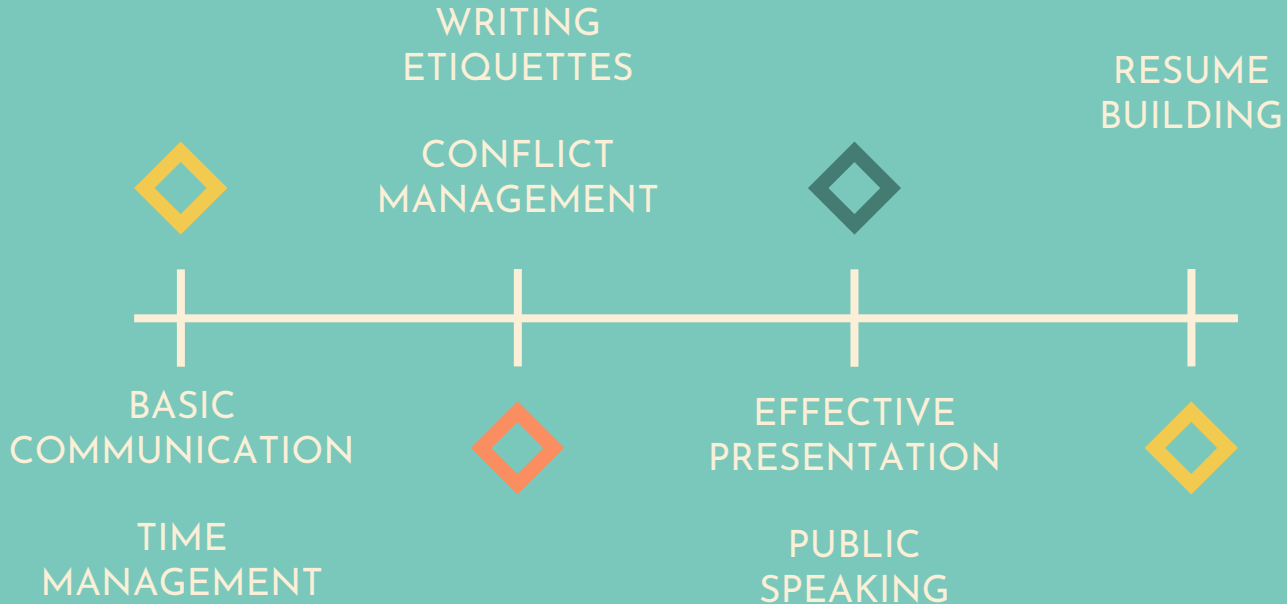 WRITING
ETIQUETTES
CONFLICT
MANAGEMENT
RESUME
BUILDING
BASIC
COMMUNICATION
TIME
MANAGEMENT
EFFECTIVE
PRESENTATION
PUBLIC
SPEAKING